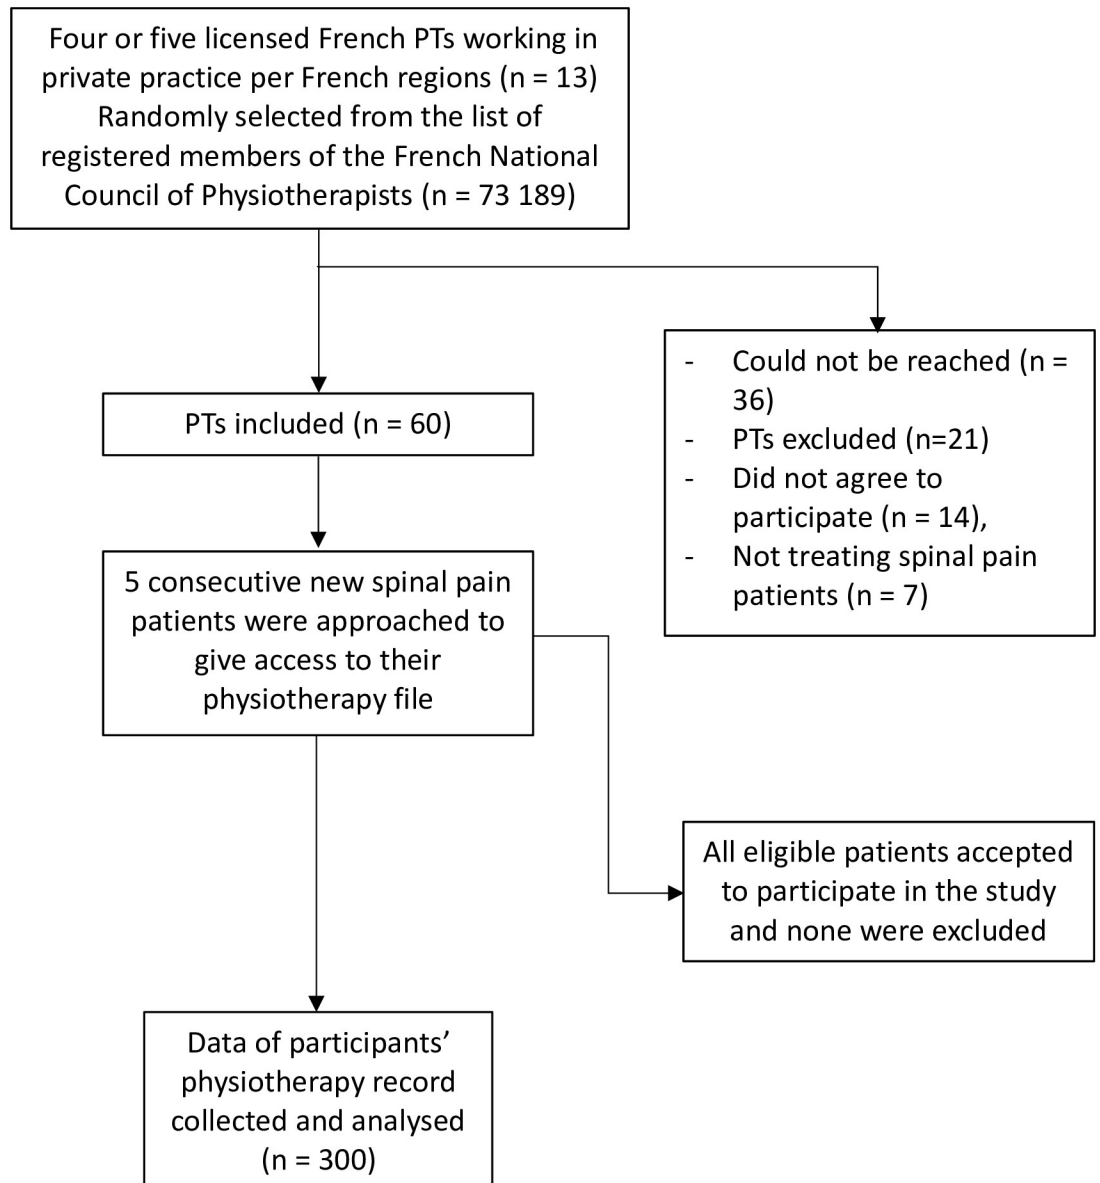 Four or five licensed French PTs working in
private practice per French regions (n = 13)
Randomly selected from the list of
registered members of the French National
Council of Physiotherapists (n = 73 189)
- Could not be reached (n =
36)
- PTs excluded (n=21)
- Did not agree to
participate (n = 14),
- Not treating spinal pain
patients (n = 7)
PTs included (n = 60)
5 consecutive new spinal pain
patients were approached to
give access to their
physiotherapy file
All eligible patients accepted
to participate in the study
and none were excluded
Data of participants’
physiotherapy record
collected and analysed
(n = 300)